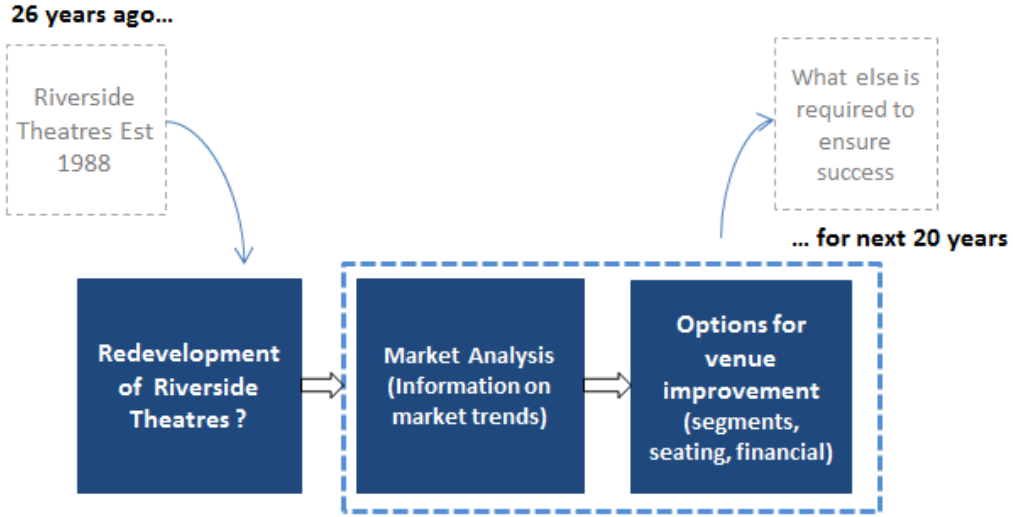 26 years ago...
Riverside
Theatres Est
1988
What else is
required to
ensure
success
... for next 20 years
Redevelopment
of Riverside
Theatres ?
Market Analysis
(Information on
market trends)
Options for
venue
improvement
(segments,
seating, financial)